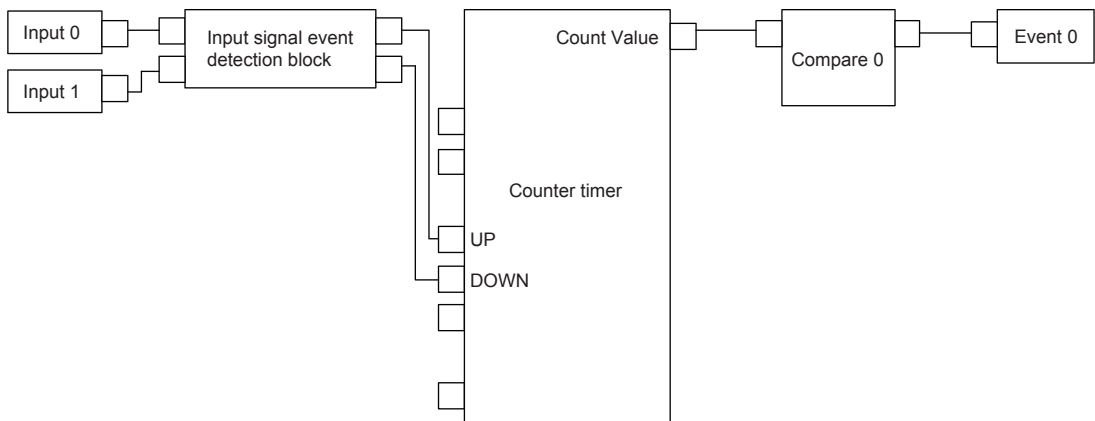 Input 0
Input 1
Input signal event
detection block
Count Value
Counter timer
UP
DOWN
Compare 0
Event 0